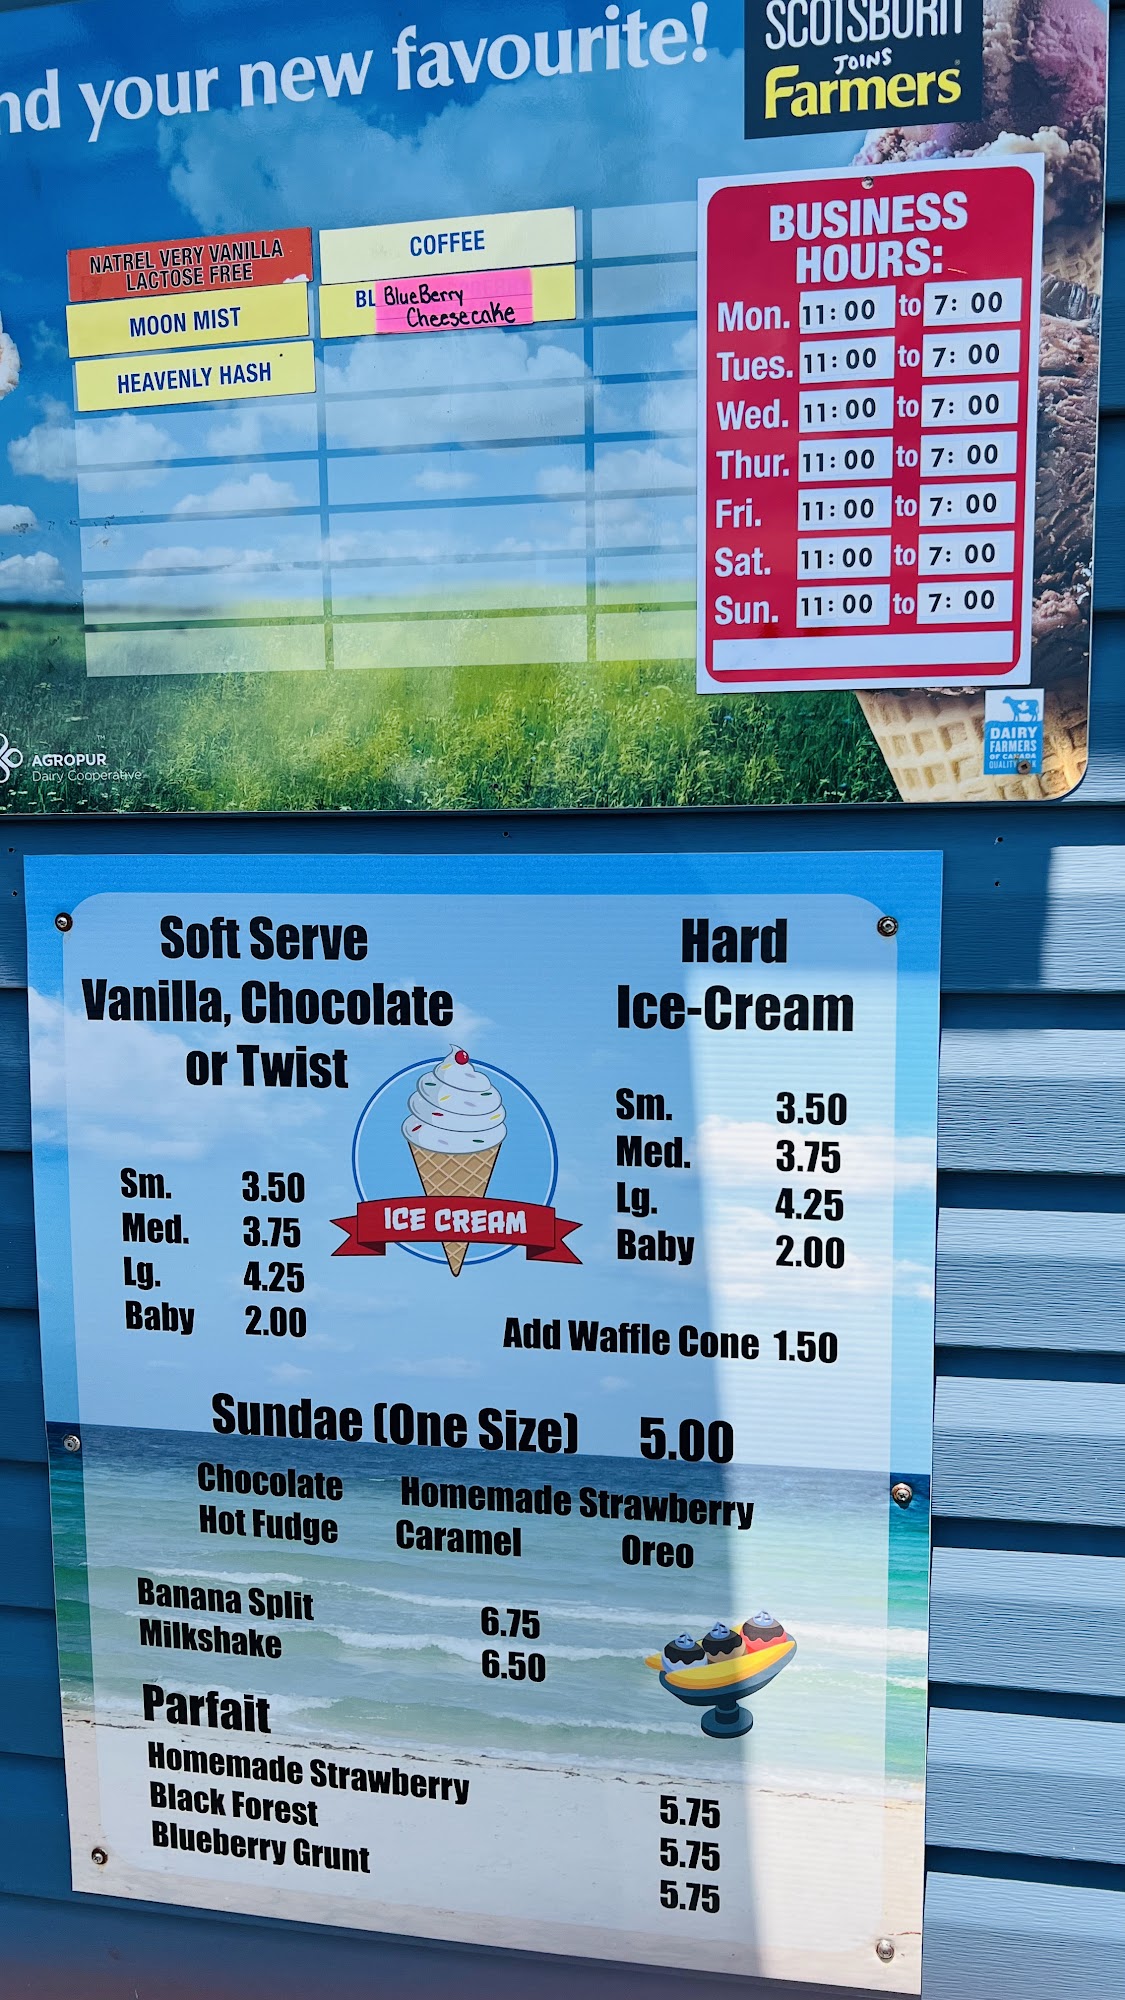 nd your new favourite!
SCOTSBURN
JOINS
Farmers
NATREL VERY VANILLA
LACTOSE FREE
MOON MIST
HEAVENLY HASH
COFFEE
BL BlueBerry
Cheesecake
BUSINESS
HOURS:
Mon. 11:00 to 7:00
Tues. 11:00 to 7:00
Wed. 11:00 to 7:00
Thur. 11:00 to 7:00
Fri. 11:00 to 7:00
Sat. 11:00 to 7:00
Sun. 11:00 to 7:00
AGROPUR
Dairy Cooperative
DAIRY
FARMERS
OF CANADA
QUALITY
Soft Serve
Vanilla, Chocolate
or Twist
Sm. 3.50
Med. 3.75
Lg. 4.25
Baby 2.00
ICE CREAM
Hard
Ice-Cream
Sm. 3.50
Med. 3.75
Lg. 4.25
Baby 2.00
Add Waffle Cone 1.50
Sundae (One Size) 5.00
Chocolate Homemade Strawberry
Hot Fudge Caramel Oreo
Banana Split 6.75
Milkshake 6.50
Parfait
Homemade Strawberry 5.75
Black Forest 5.75
Blueberry Grunt 5.75